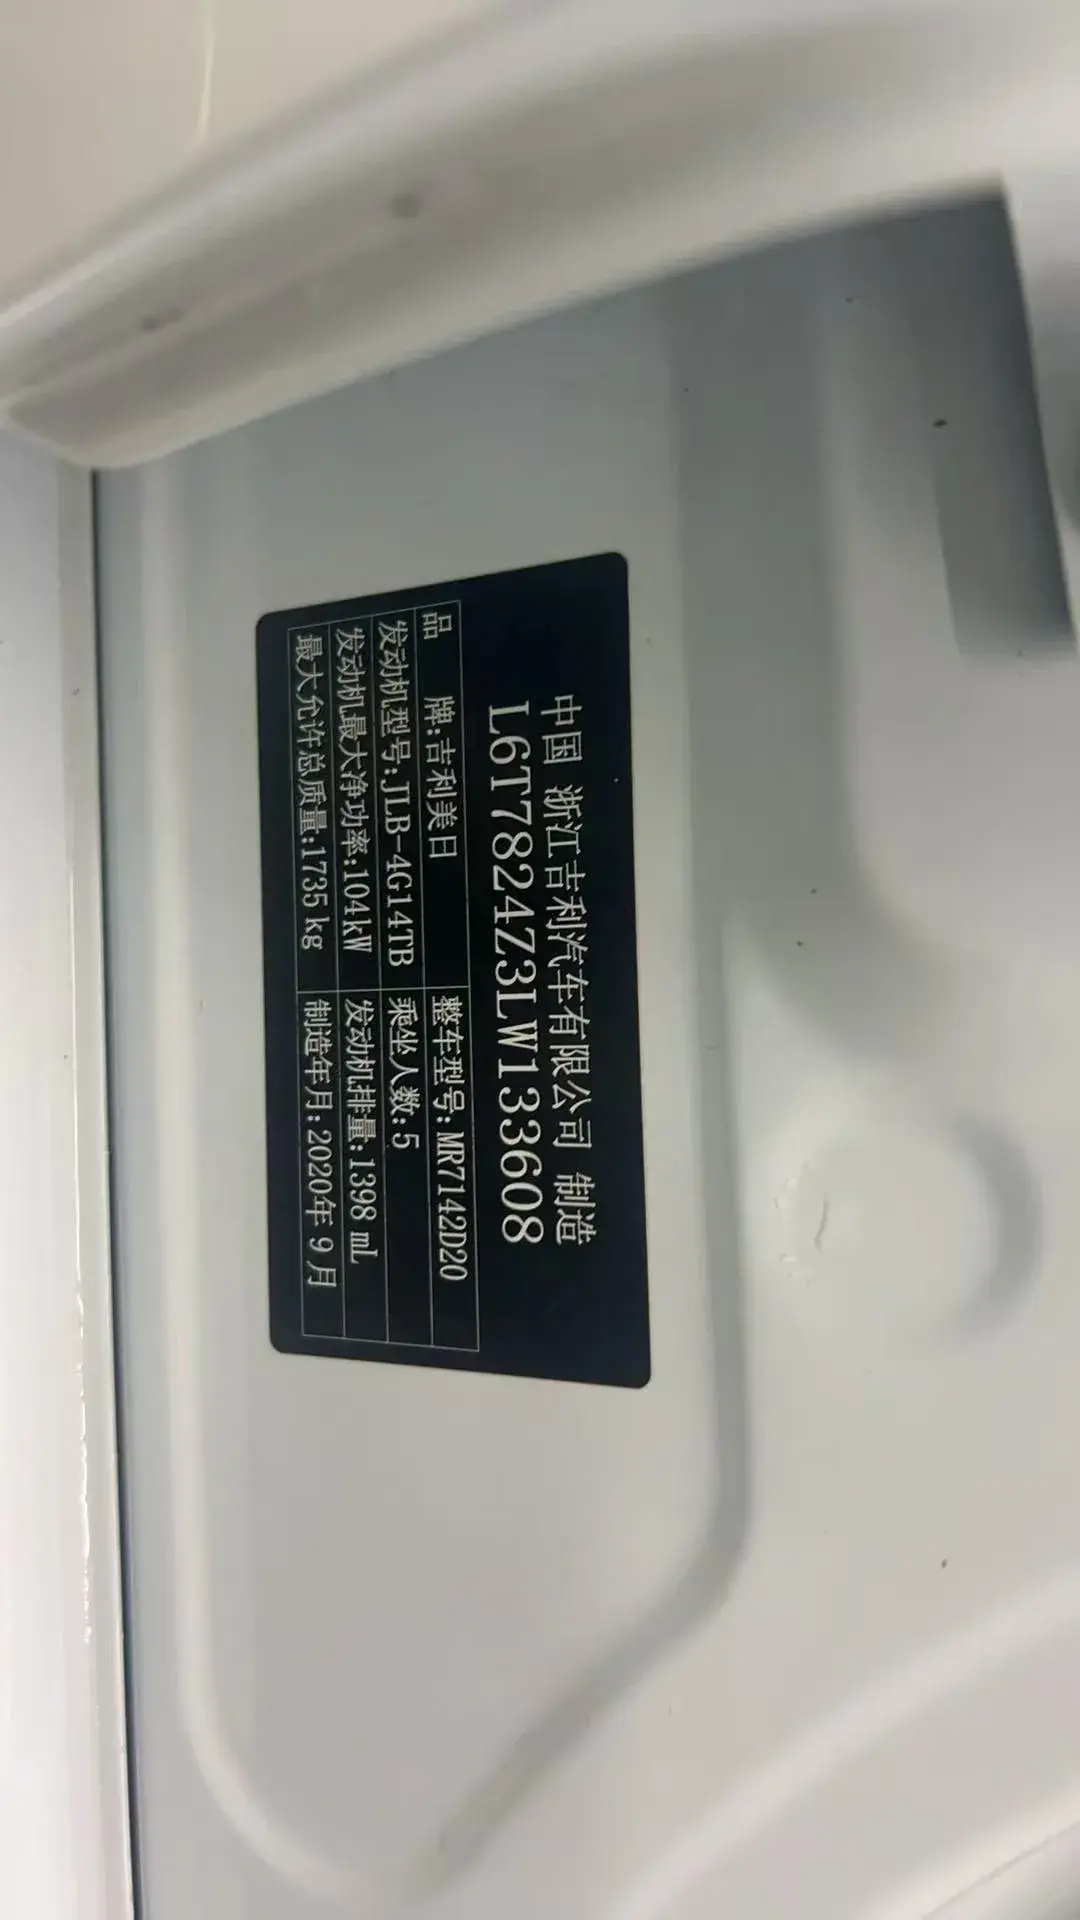 中国 浙江吉利汽车有限公司 制造
L6T7824Z3LW133608
品 牌:吉利美日 整车型号:MR7142D20
发动机型号:JLB-4G14TB 乘坐人数:5
发动机最大净功率:104kW 发动机排量:1398 mL
最大允许总质量:1735 kg 制造年月:2020年 9 月